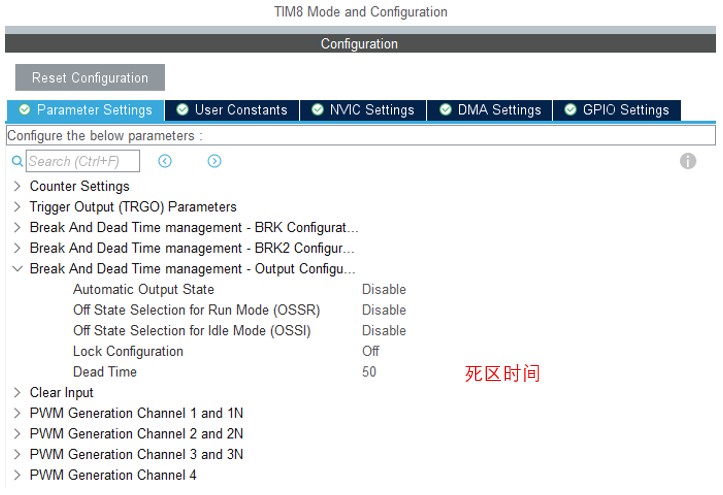 TIM8 Mode and Configuration
Configuration
Reset Configuration
Parameter Settings User Constants NVIC Settings DMA Settings GPIO Settings
Configure the below parameters :
Search (Ctrl+F)
Counter Settings
Trigger Output (TRGO) Parameters
Break And Dead Time management - BRK Configurat...
Break And Dead Time management - BRK2 Configur...
Break And Dead Time management - Output Configu...
Automatic Output State Disable
Off State Selection for Run Mode (OSSR) Disable
Off State Selection for Idle Mode (OSSI) Disable
Lock Configuration Off
Dead Time 50 死区时间
Clear Input
PWM Generation Channel 1 and 1N
PWM Generation Channel 2 and 2N
PWM Generation Channel 3 and 3N
PWM Generation Channel 4